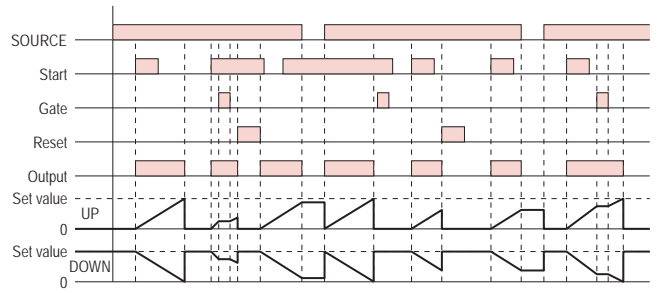 SOURCE
Start
Gate
Reset
Output
Set value
UP
0
Set value
DOWN
0